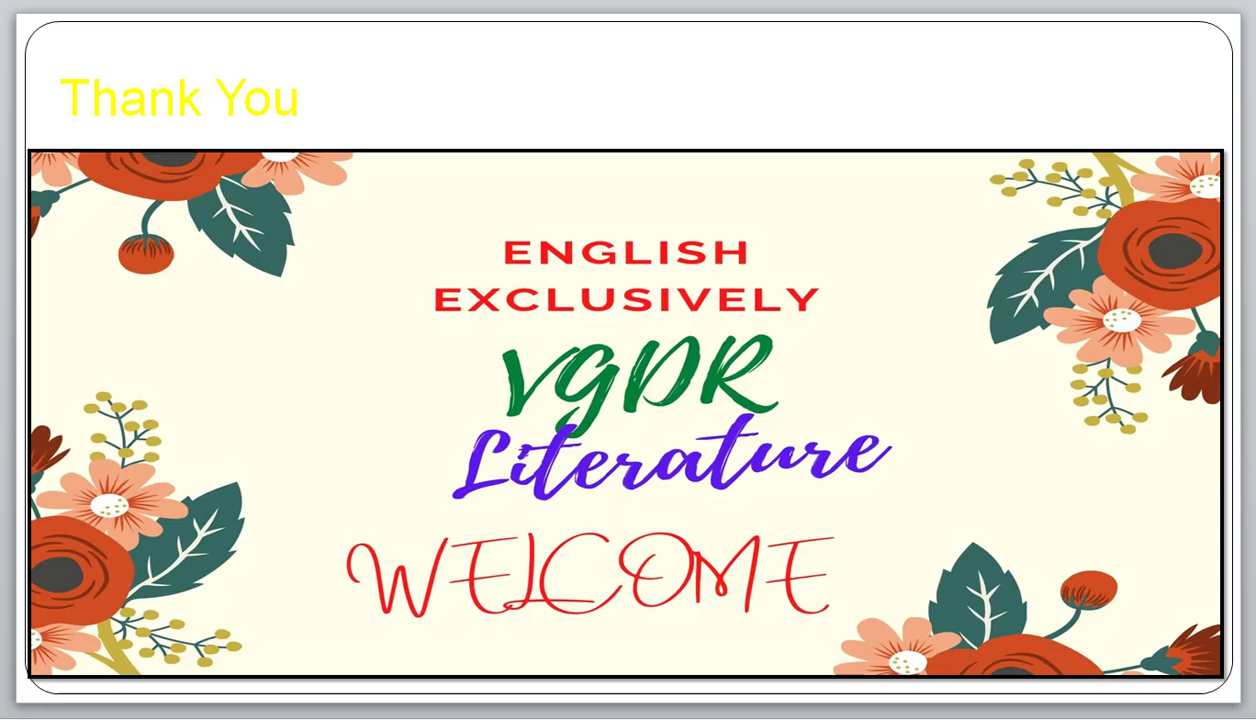 Thank You
ENGLISH
EXCLUSIVELY
VGDR
Literature
WELCOME